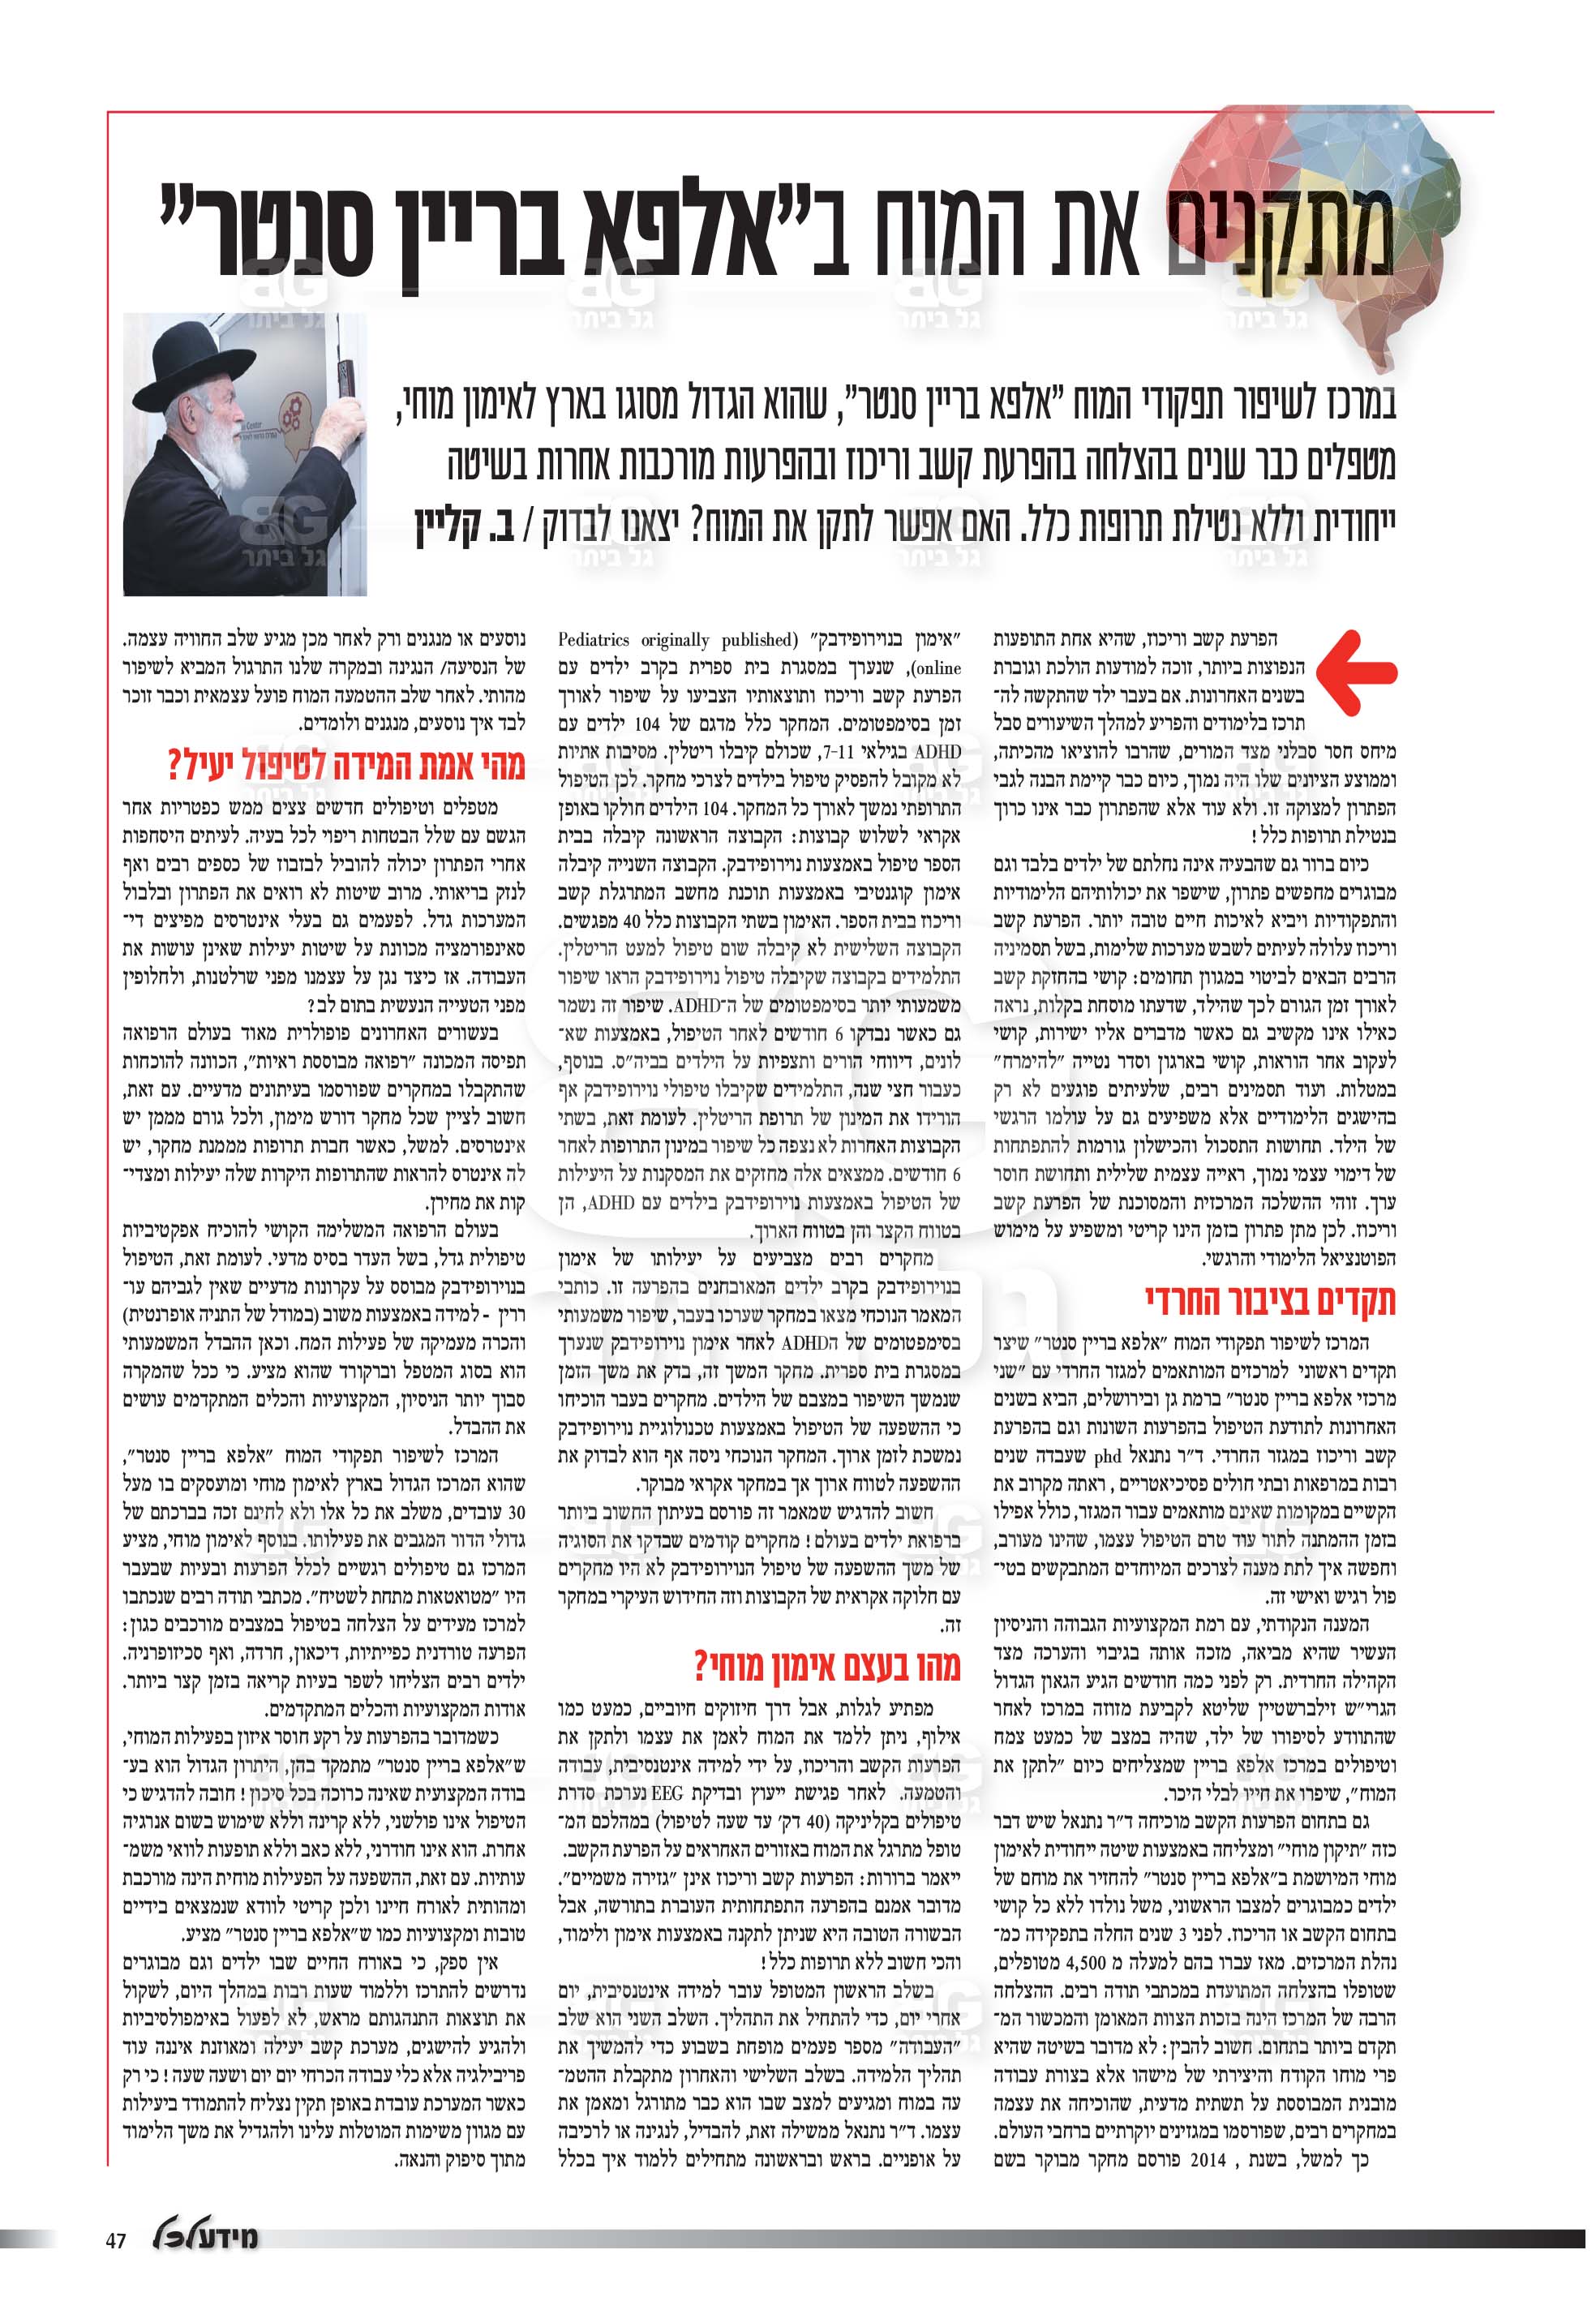 מתקנים את המוח ב"אלפא בריין סנטר"
במרכז לשיפור תפקודי המוח "אלפא בריין סנטר", שהוא הגדול מסוגו בארץ לאימון מוחי,
מטפלים כבר שנים בהצלחה בהפרעת קשב וריכוז ובהפרעות מורכבות אחרות בשיטה
ייחודית וללא נטילת תרופות כלל. האם אפשר לתקן את המוח? יצאנו לבדוק / ב. קליין
הפרעת קשב וריכוז, שהיא אחת התופעות
הנפוצות ביותר, זוכה למודעות הולכת וגוברת
בשנים האחרונות. אם בעבר ילד שהתקשה לה־
תרכז בלימודים והפריע למהלך השיעורים סבל
מיחס חסר סבלני מצד המורים, שהרבו להוציאו מהכיתה,
וממוצע הציונים שלו היה נמוך, כיום כבר קיימת הבנה לגבי
הפתרון למצוקה זו. ולא עוד אלא שהפתרון כבר אינו כרוך
בנטילת תרופות כלל!
כיום ברור גם שהבעיה אינה נחלתם של ילדים בלבד וגם
מבוגרים מחפשים פתרון, שישפר את יכולותיהם הלימודיות
והתפקודיות ויביא לאיכות חיים טובה יותר. הפרעת קשב
וריכוז עלולה לעיתים לשבש מערכות שלימות, בשל תסמיניה
הרבים הבאים לביטוי במגוון תחומים: קושי בהחזקת קשב
לאורך זמן הגורם לכך שהילד, שדעתו מוסחת בקלות, נראה
כאילו אינו מקשיב גם כאשר מדברים אליו ישירות, קושי
לעקוב אחר הוראות, קושי בארגון וסדר נטייה "להימרח"
במטלות. ועוד תסמינים רבים, שלעיתים פוגעים לא רק
בהישגים הלימודיים אלא משפיעים גם על עולמו הרגשי
של הילד. תחושות התסכול והכישלון גורמות להתפתחות
של דימוי עצמי נמוך, ראייה עצמית שלילית ותחושת חוסר
ערך. זוהי ההשלכה המרכזית והמסוכנת של הפרעת קשב
וריכוז. לכן מתן פתרון בזמן הינו קריטי ומשפיע על מימוש
הפוטנציאל הלימודי והרגשי.
תקדים בציבור החרדי
המרכז לשיפור תפקודי המוח "אלפא בריין סנטר" שיצר
תקדים ראשוני למרכזים המותאמים למגזר החרדי עם "שני
מרכזי אלפא בריין סנטר" ברמת גן ובירושלים, הביא בשנים
האחרונות לתודעת הטיפול בהפרעות השונות וגם בהפרעת
קשב וריכוז במגזר החרדי. ד"ר נתנאל phd שעבדה שנים
רבות במרפאות ובתי חולים פסיכיאטריים , ראתה מקרוב את
הקשיים במקומות שאינם מותאמים עבור המגזר, כולל אפילו
בזמן ההמתנה לתור עוד טרם הטיפול עצמו, שהינו מעורב,
וחפשה איך לתת מענה לצרכים המיוחדים המתבקשים בטי־
פול רגיש ואישי זה.
המענה הנקודתי, עם רמת המקצועיות הגבוהה והניסיון
העשיר שהיא מביאה, מזכה אותה בגיבוי והערכה מצד
הקהילה החרדית. רק לפני כמה חודשים הגיע הגאון הגדול
הגרי"ש זילברשטיין שליטא לקביעת מזוזה במרכז לאחר
שהתוודע לסיפורו של ילד, שהיה במצב של כמעט צמח
וטיפולים במרכז אלפא בריין שמצליחים כיום "לתקן את
המוח", שיפרו את חייו לבלי היכר.
גם בתחום הפרעות הקשב מוכיחה ד"ר נתנאל שיש דבר
כזה "תיקון מוחי" ומצליחה באמצעות שיטה ייחודית לאימון
מוחי המיושמת ב"אלפא בריין סנטר" להחזיר את מוחם של
ילדים כמבוגרים למצבו הראשוני, משל נולדו ללא כל קושי
בתחום הקשב או הריכוז. לפני 3 שנים החלה בתפקידה כמ־
נהלת המרכזים. מאז עברו בהם למעלה מ 4,500 מטופלים,
שטופלו בהצלחה המתועדת במכתבי תודה רבים. ההצלחה
הרבה של המרכז הינה בזכות הצוות המאומן והמכשור המ־
תקדם ביותר בתחום. חשוב להבין: לא מדובר בשיטה שהיא
פרי מוחו הקודח והיצירתי של מישהו אלא בצורת עבודה
מובנית המבוססת על תשתית מדעית, שהוכיחה את עצמה
במחקרים רבים, שפורסמו במגזינים יוקרתיים ברחבי העולם.
כך למשל, בשנת , 2014 פורסם מחקר מבוקר בשם
"אימון בנוירופידבק" (Pediatrics originally published
online), שנערך במסגרת בית ספרית בקרב ילדים עם
הפרעת קשב וריכוז ותוצאותיו הצביעו על שיפור לאורך
זמן בסימפטומים. המחקר כלל מדגם של 104 ילדים עם
ADHD בגילאי 7-11, שכולם קיבלו ריטלין. מסיבות אתיות
לא מקובל להפסיק טיפול בילדים לצרכי מחקר. לכן הטיפול
התרופתי נמשך לאורך כל המחקר. 104 הילדים חולקו באופן
אקראי לשלוש קבוצות: הקבוצה הראשונה קיבלה בבית
הספר טיפול באמצעות נוירופידבק. הקבוצה השנייה קיבלה
אימון קוגנטיבי באמצעות תוכנת מחשב המתרגלת קשב
וריכוז בבית הספר. האימון בשתי הקבוצות כלל 40 מפגשים.
הקבוצה השלישית לא קיבלה שום טיפול למעט הריטלין.
התלמידים בקבוצה שקיבלה טיפול נוירופידבק הראו שיפור
משמעותי יותר בסימפטומים של ה־ADHD. שיפור זה נשמר
גם כאשר נבדקו 6 חודשים לאחר הטיפול, באמצעות שא־
לונים, דיווחי הורים ותצפיות על הילדים בביה"ס. בנוסף,
כעבור חצי שנה, התלמידים שקיבלו טיפולי נוירופידבק אף
הורידו את המינון של תרופת הריטלין. לעומת זאת, בשתי
הקבוצות האחרות לא נצפה כל שיפור במינון התרופות לאחר
6 חודשים. ממצאים אלה מחזקים את המסקנות על היעילות
של הטיפול באמצעות נוירופידבק בילדים עם ADHD, הן
בטווח הקצר והן בטווח הארוך.
מחקרים רבים מצביעים על יעילותו של אימון
בנוירופידבק בקרב ילדים המאובחנים בהפרעה זו. כותבי
המאמר הנוכחי מצאו במחקר שערכו בעבר, שיפור משמעותי
בסימפטומים של הADHD לאחר אימון נוירופידבק שנערך
במסגרת בית ספרית. מחקר המשך זה, בדק את משך הזמן
שנמשך השיפור במצבם של הילדים. מחקרים בעבר הוכיחו
כי ההשפעה של הטיפול באמצעות טכנולוגיית נוירופידבק
נמשכת לזמן ארוך. המחקר הנוכחי ניסה אף הוא לבדוק את
ההשפעה לטווח ארוך אך במחקר אקראי מבוקר.
חשוב להדגיש שמאמר זה פורסם בעיתון החשוב ביותר
ברפואת ילדים בעולם! מחקרים קודמים שבדקו את הסוגיה
של משך ההשפעה של טיפול הנוירופידבק לא היו מחקרים
עם חלוקה אקראית של הקבוצות וזה החידוש העיקרי במחקר
זה.
מהו בעצם אימון מוחי?
מפתיע לגלות, אבל דרך חיזוקים חיוביים, כמעט כמו
אילוף, ניתן ללמד את המוח לאמן את עצמו ולתקן את
הפרעות הקשב והריכוז, על ידי למידה אינטנסיבית, עבודה
והטמעה. לאחר פגישת ייעוץ ובדיקת EEG נערכת סדרת
טיפולים בקליניקה (40 דק' עד שעה לטיפול) במהלכם המ־
טופל מתרגל את המוח באזורים האחראים על הפרעת הקשב.
ייאמר ברורות: הפרעות קשב וריכוז אינן "גזירה משמיים".
מדובר אמנם בהפרעה התפתחותית העוברת בתורשה, אבל
הבשורה הטובה היא שניתן לתקנה באמצעות אימון ולימוד,
והכי חשוב ללא תרופות כלל!
בשלב הראשון המטופל עובר למידה אינטנסיבית, יום
אחרי יום, כדי להתחיל את התהליך. השלב השני הוא שלב
"העבודה" מספר פעמים מופחת בשבוע כדי להמשיך את
תהליך הלמידה. בשלב השלישי והאחרון מתקבלת ההטמ־
עה במוח ומגיעים למצב שבו הוא כבר מתורגל ומאמן את
עצמו. ד"ר נתנאל ממשילה זאת, להבדיל, לנגינה או לרכיבה
על אופניים. בראש ובראשונה מתחילים ללמוד איך בכלל
נוסעים או מנגנים ורק לאחר מכן מגיע שלב החוויה עצמה.
של הנסיעה/ הנגינה ובמקרה שלנו התרגול המביא לשיפור
מהותי. לאחר שלב ההטמעה המוח פועל עצמאית וכבר זוכר
לבד איך נוסעים, מנגנים ולומדים.
מהי אמת המידה לטיפול יעיל?
מטפלים וטיפולים חדשים צצים ממש כפטריות אחר
הגשם עם שלל הבטחות ריפוי לכל בעיה. לעיתים היסחפות
אחרי הפתרון יכולה להוביל לבזבוז של כספים רבים ואף
לנזק בריאותי. מרוב שיטות לא רואים את הפתרון ובלבול
המערכות גדל. לפעמים גם בעלי אינטרסים מפיצים די־
סאינפורמציה מכוונת על שיטות יעילות שאינן עושות את
העבודה. אז כיצד נגן על עצמנו מפני שרלטנות, ולחלופין
מפני הטעייה הנעשית בתום לב?
בעשורים האחרונים פופולרית מאוד בעולם הרפואה
תפיסה המכונה "רפואה מבוססת ראיות", הכוונה להוכחות
שהתקבלו במחקרים שפורסמו בעיתונים מדעיים. עם זאת,
חשוב לציין שכל מחקר דורש מימון, ולכל גורם מממן יש
אינטרסים. למשל, כאשר חברת תרופות מממנת מחקר, יש
לה אינטרס להראות שהתרופות היקרות שלה יעילות ומצדי־
קות את מחירן.
בעולם הרפואה המשלימה הקושי להוכיח אפקטיביות
טיפולית גדל, בשל העדר בסיס מדעי. לעומת זאת, הטיפול
בנוירופידבק מבוסס על עקרונות מדעיים שאין לגביהם ער־
רין - למידה באמצעות משוב (במודל של התניה אופרנטית)
והכרה מעמיקה של פעילות המח. וכאן ההבדל המשמעותי
הוא בסוג המטפל וברקורד שהוא מציע. כי ככל שהמקרה
סבוך יותר הניסיון, המקצועיות והכלים המתקדמים עושים
את ההבדל.
המרכז לשיפור תפקודי המוח "אלפא בריין סנטר",
שהוא המרכז הגדול בארץ לאימון מוחי ומועסקים בו מעל
30 עובדים, משלב את כל אלו ולא לחינם זכה בברכתם של
גדולי הדור המגבים את פעילותו. בנוסף לאימון מוחי, מציע
המרכז גם טיפולים רגשיים לכלל הפרעות ובעיות שבעבר
היו "מטואטאות מתחת לשטיח". מכתבי תודה רבים שנכתבו
למרכז מעידים על הצלחה בטיפול במצבים מורכבים כגון:
הפרעה טורדנית כפייתיות, דיכאון, חרדה, ואף סכיזופרניה.
ילדים רבים הצליחו לשפר בעיות קריאה בזמן קצר ביותר.
אודות המקצועיות והכלים המתקדמים.
כשמדובר בהפרעות על רקע חוסר איזון בפעילות המוחי,
ש"אלפא בריין סנטר" מתמקד בהן, היתרון הגדול הוא בע־
בודה המקצועית שאינה כרוכה בכל סיכון! חובה להדגיש כי
הטיפול אינו פולשני, ללא קרינה וללא שימוש בשום אנרגיה
אחרת. הוא אינו חודרני, ללא כאב וללא תופעות לוואי משמ־
עותיות. עם זאת, ההשפעה על הפעילות מוחית הינה מורכבת
ומהותית לאורח חיינו ולכן קריטי לוודא שנמצאים בידיים
טובות ומקצועיות כמו ש"אלפא בריין סנטר" מציע.
אין ספק, כי באורח החיים שבו ילדים וגם מבוגרים
נדרשים להתרכז וללמוד שעות רבות במהלך היום, לשקול
את תוצאות התנהגותם מראש, לא לפעול באימפולסיביות
ולהגיע להישגים, מערכת קשב יעילה ומאוזנת איננה עוד
פריבילגיה אלא כלי עבודה הכרחי יום יום ושעה שעה! כי רק
כאשר המערכת עובדת באופן תקין נצליח להתמודד ביעילות
עם מגוון משימות המוטלות עלינו ולהגדיל את משך הלימוד
מתוך סיפוק והנאה.
מידע לכל
47